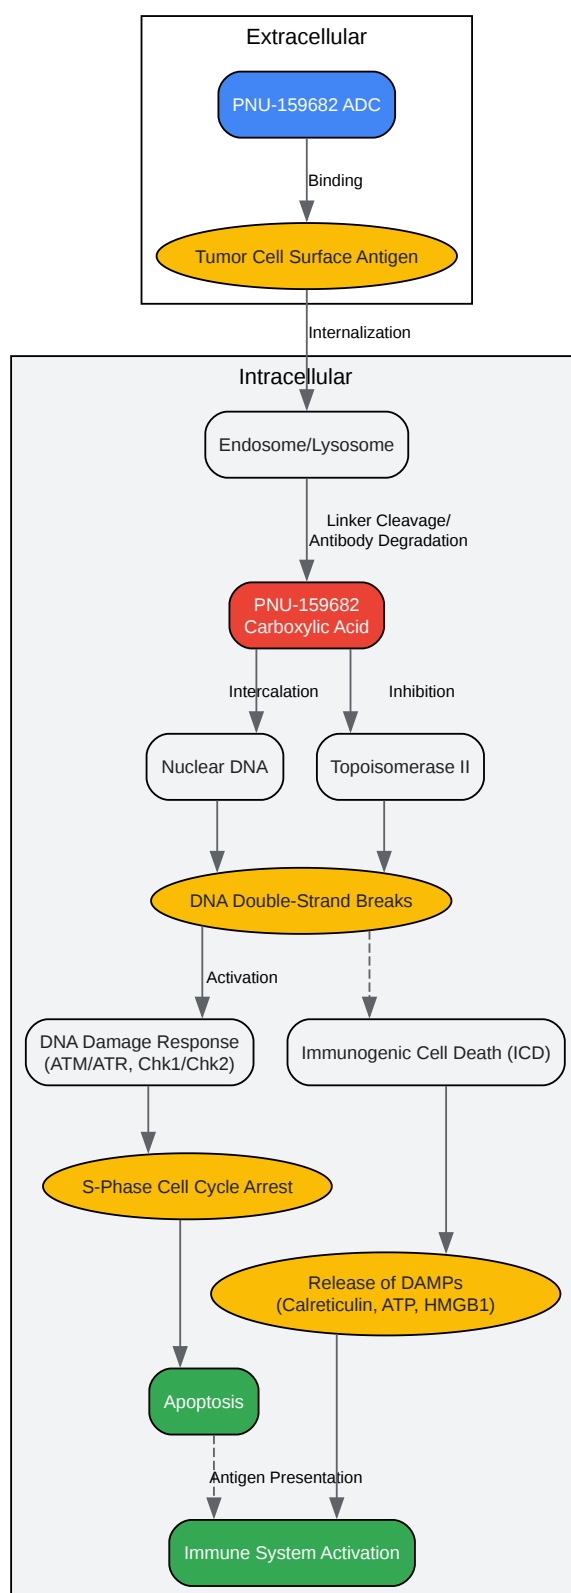 Extracellular
PNU-159682 ADC
Binding
Tumor Cell Surface Antigen
Internalization
Intracellular
Endosome/Lysosome
Linker Cleavage/
Antibody Degradation
PNU-159682
Carboxylic Acid
Intercalation
Inhibition
Nuclear DNA
Topoisomerase II
DNA Double-Strand Breaks
Activation
DNA Damage Response
(ATM/ATR, Chk1/Chk2)
Immunogenic Cell Death (ICD)
S-Phase Cell Cycle Arrest
Release of DAMPs
(Calreticulin, ATP, HMGB1)
Apoptosis
Antigen Presentation
Immune System Activation